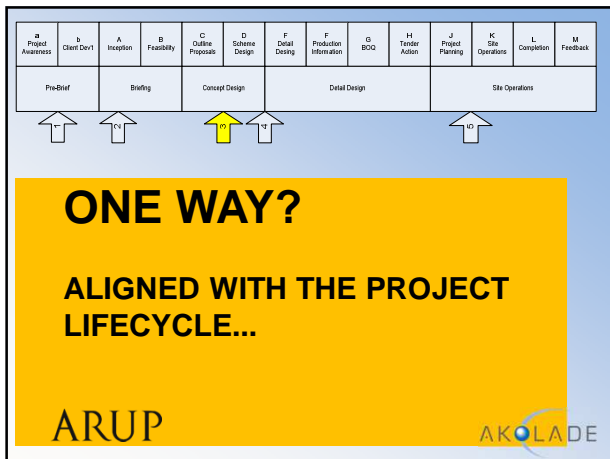 a
Project
Awareness
b
Client Dev't
A
Inception
B
Feasibility
C
Outline
Proposals
D
Scheme
Design
F
Detail
Desing
F
Production
Information
G
BOQ
H
Tender
Action
J
Project
Planning
K
Site
Operations
L
Completion
M
Feedback
Pre-Brief
Briefing
Concept Design
Detail Design
Site Operations
1
2
3
4
5
ONE WAY?
ALIGNED WITH THE PROJECT
LIFECYCLE...
ARUP
AKOLADE